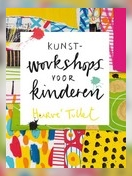 KUNST-
workshops
VOOR
kinderen
Hervé Tullet